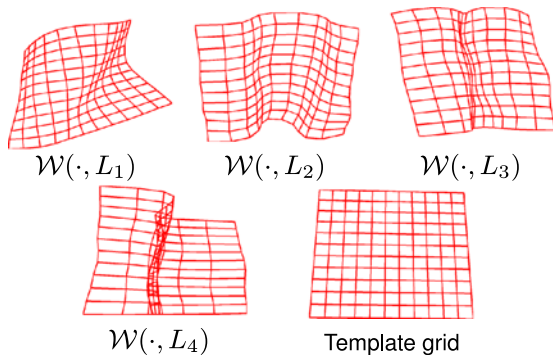 𝒲(·, L₁) 𝒲(·, L₂) 𝒲(·, L₃)
𝒲(·, L₄) Template grid